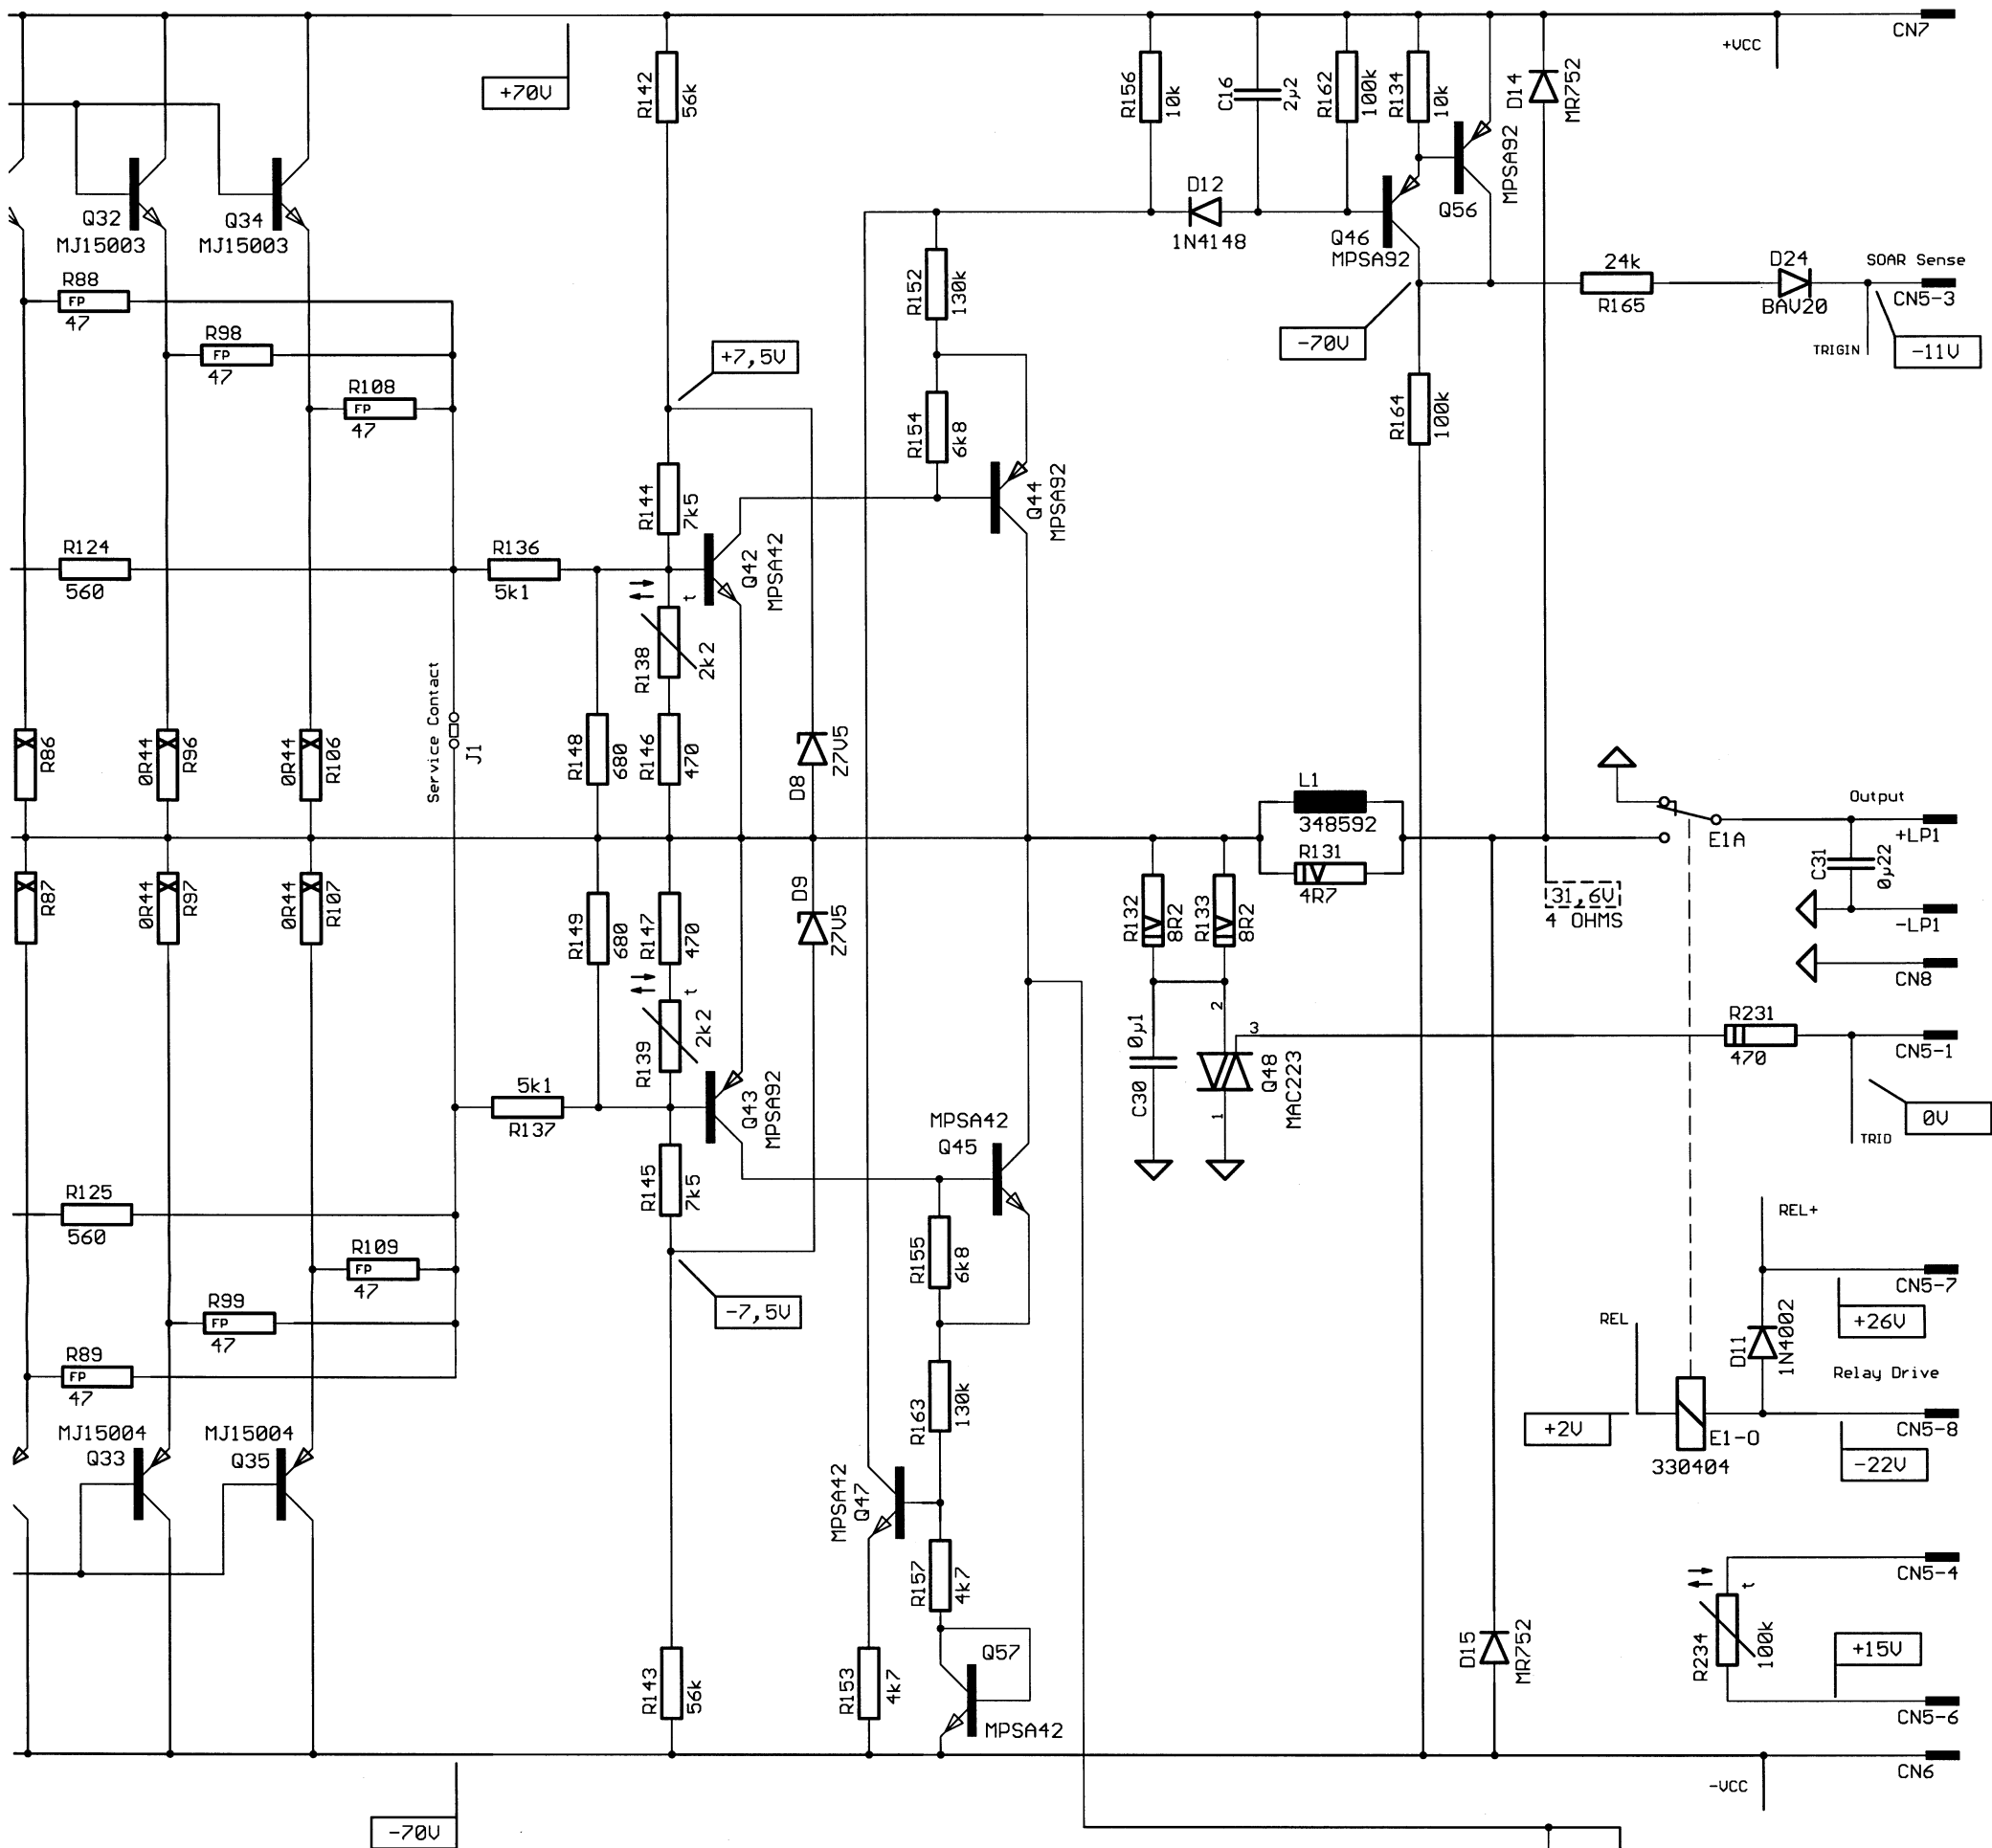 CN7
+VCC
+70V
R142
56k
R156
10k
C16
2µ2
R162
100k
R134
10k
D14
MR752
MPSA92
Q56
D12
1N4148
Q46
MPSA92
Q32
MJ15003
Q34
MJ15003
R88
FP
47
R98
FP
47
R108
FP
47
+7,5V
R152
130k
R154
6k8
-70V
24k
R165
D24
BAV20
SOAR Sense
CN5-3
TRIGIN
-11V
R164
100k
R144
7k5
Q42
MPSA42
Q44
MPSA92
R124
560
R136
5k1
t
R138
2k2
Service Contact
J1
R148
680
R146
470
D8
Z7V5
R86
0R44
R96
0R44
R106
L1
348592
R131
4R7
E1A
Output
+LP1
C31
0µ22
-LP1
31,6V
4 OHMS
CN8
R87
0R44
R97
0R44
R107
R149
680
R147
470
D9
Z7V5
R132
8R2
R133
8R2
t
R139
2k2
2
3
1
C30
0µ1
Q48
MAC223
R231
470
CN5-1
0V
TRID
5k1
R137
Q43
MPSA92
MPSA42
Q45
R145
7k5
R125
560
R109
FP
47
R99
FP
47
R89
FP
47
-7,5V
R155
6k8
R163
130k
REL+
CN5-7
+26V
REL
D11
1N4002
Relay Drive
+2V
CN5-8
E1-O
330404
-22V
MJ15004
Q33
MJ15004
Q35
MPSA42
Q47
R157
4k7
Q57
MPSA42
R143
56k
R153
4k7
D15
MR752
CN5-4
t
R234
100k
+15V
CN5-6
CN6
-VCC
-70V